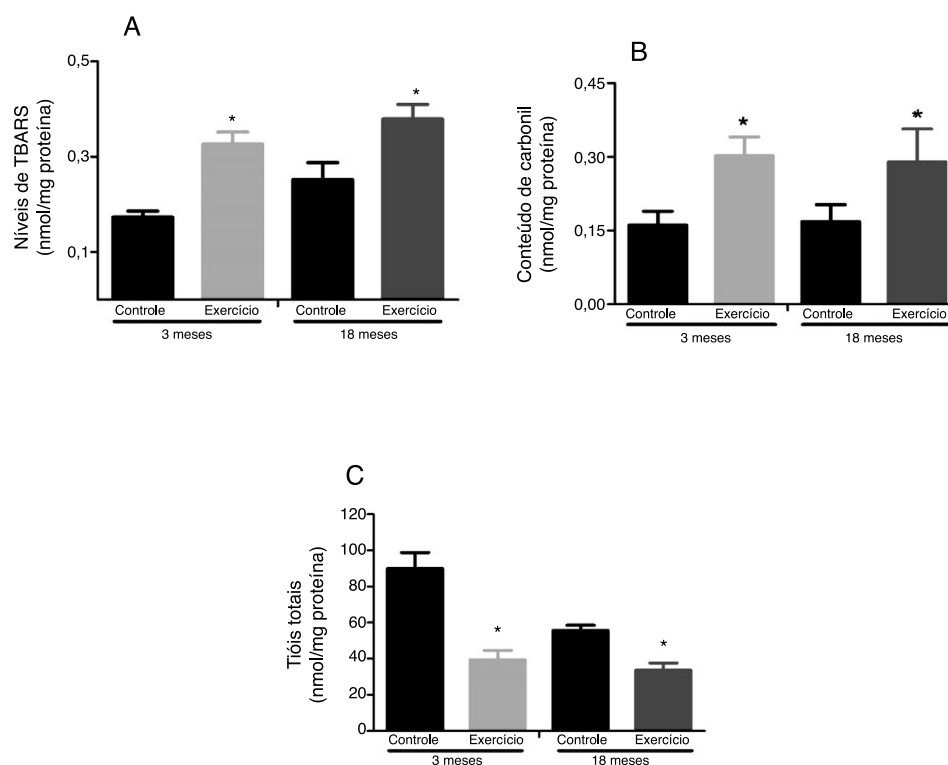 A
Níveis de TBARS
(nmol/mg proteína)
0,5
0,3
0,1
*
*
Controle Exercício Controle Exercício
3 meses 18 meses
B
Conteúdo de carbonil
(nmol/mg proteína)
0,45
0,30
0,15
0,00
*
*
Controle Exercício Controle Exercício
3 meses 18 meses
C
Tióis totais
(nmol/mg proteína)
120
100
80
60
40
20
0
*
*
Controle Exercício Controle Exercício
3 meses 18 meses